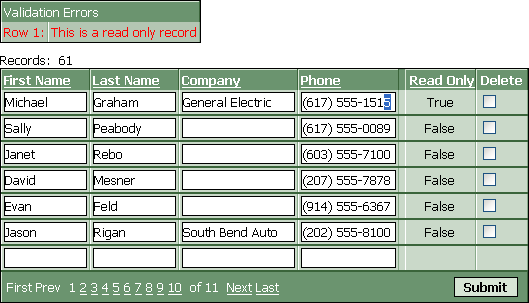 Validation Errors
Row 1: This is a read only record
Records: 61
First Name Last Name Company Phone Read Only Delete
Michael Graham General Electric (617) 555-1515 True
Sally Peabody (617) 555-0089 False
Janet Rebo (603) 555-7100 False
David Mesner (207) 555-7878 False
Evan Feld (914) 555-6367 False
Jason Rigan South Bend Auto (202) 555-8100 False
First Prev 1 2 3 4 5 6 7 8 9 10 of 11 Next Last Submit